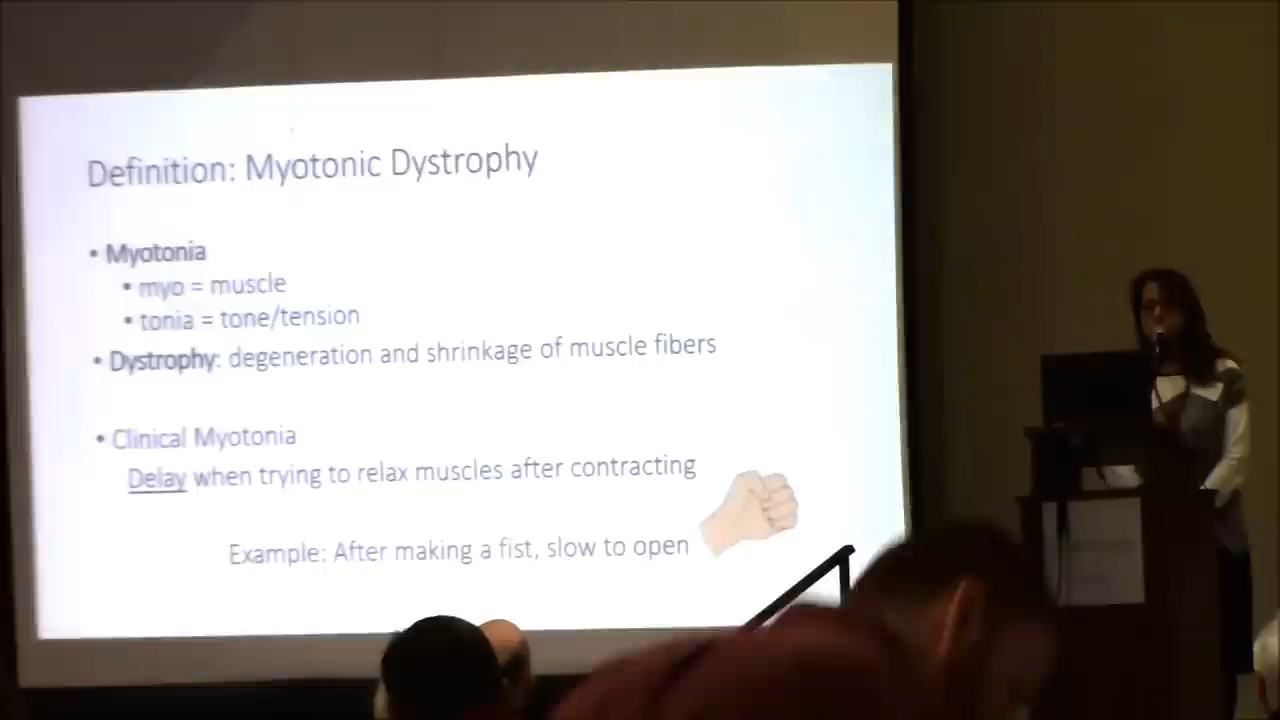 Definition: Myotonic Dystrophy
• Myotonia
• myo = muscle
• tonia = tone/tension
• Dystrophy: degeneration and shrinkage of muscle fibers
• Clinical Myotonia
Delay when trying to relax muscles after contracting
Example: After making a fist, slow to open